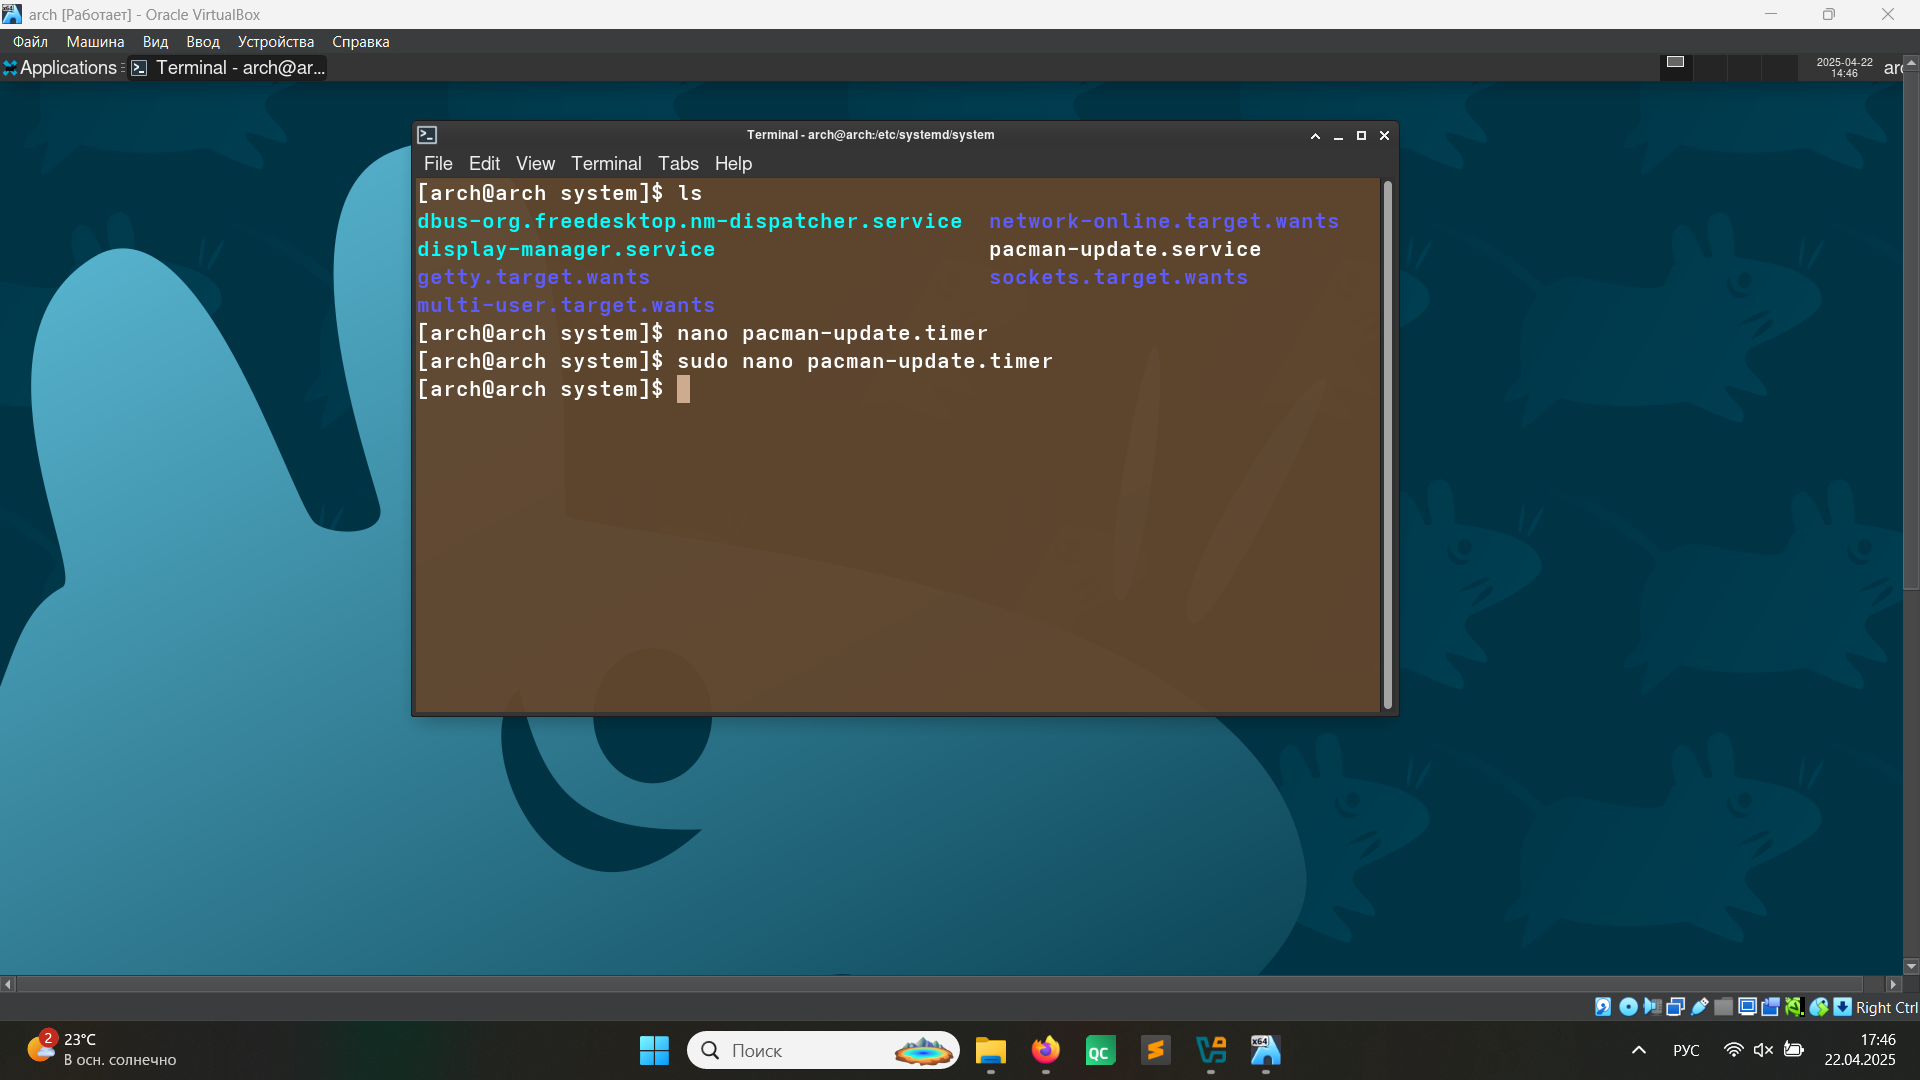 arch [Работает] - Oracle VirtualBox
Файл Машина Вид Ввод Устройства Справка
Applications Terminal - arch@ar...
2025-04-22
14:46
Terminal - arch@arch:/etc/systemd/system
File Edit View Terminal Tabs Help
[arch@arch system]$ ls
dbus-org.freedesktop.nm-dispatcher.service network-online.target.wants
display-manager.service pacman-update.service
getty.target.wants sockets.target.wants
multi-user.target.wants
[arch@arch system]$ nano pacman-update.timer
[arch@arch system]$ sudo nano pacman-update.timer
[arch@arch system]$
Right Ctrl
2
23°C
В осн. солнечно
Поиск
QC
x64
РУС
17:46
22.04.2025